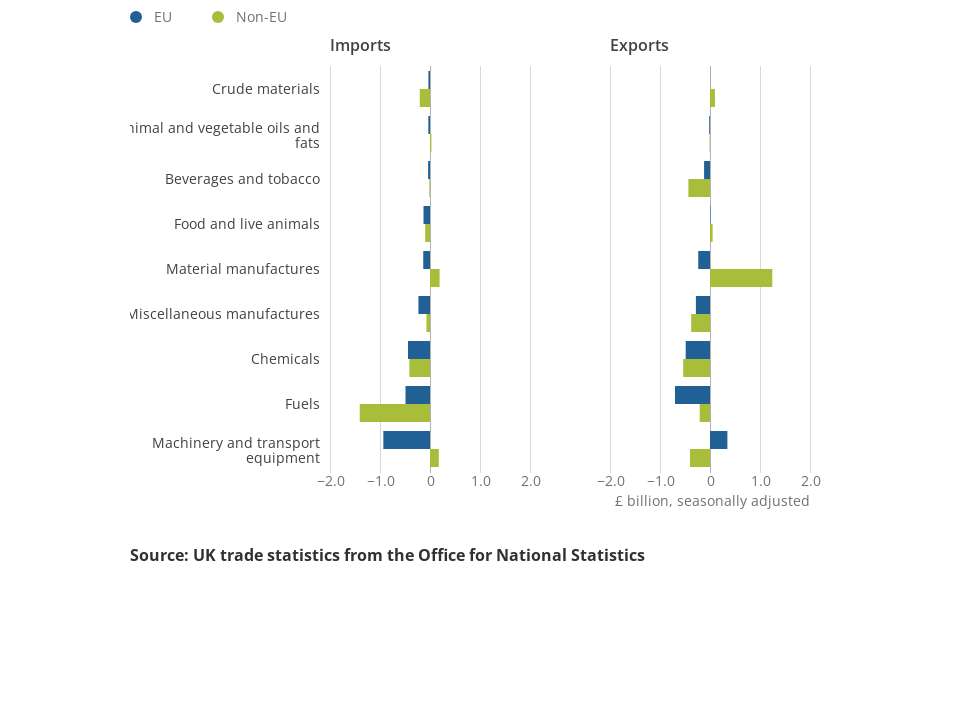 EU Non-EU
Imports Exports
Crude materials
and vegetable oils and
fats
Beverages and tobacco
Food and live animals
Material manufactures
manufactures
Chemicals
Fuels
Machinery and transport
equipment
−2.0 −1.0 0 1.0 2.0 −2.0 −1.0 0 1.0 2.0
£ billion, seasonally adjusted
Source: UK trade statistics from the Office for National Statistics